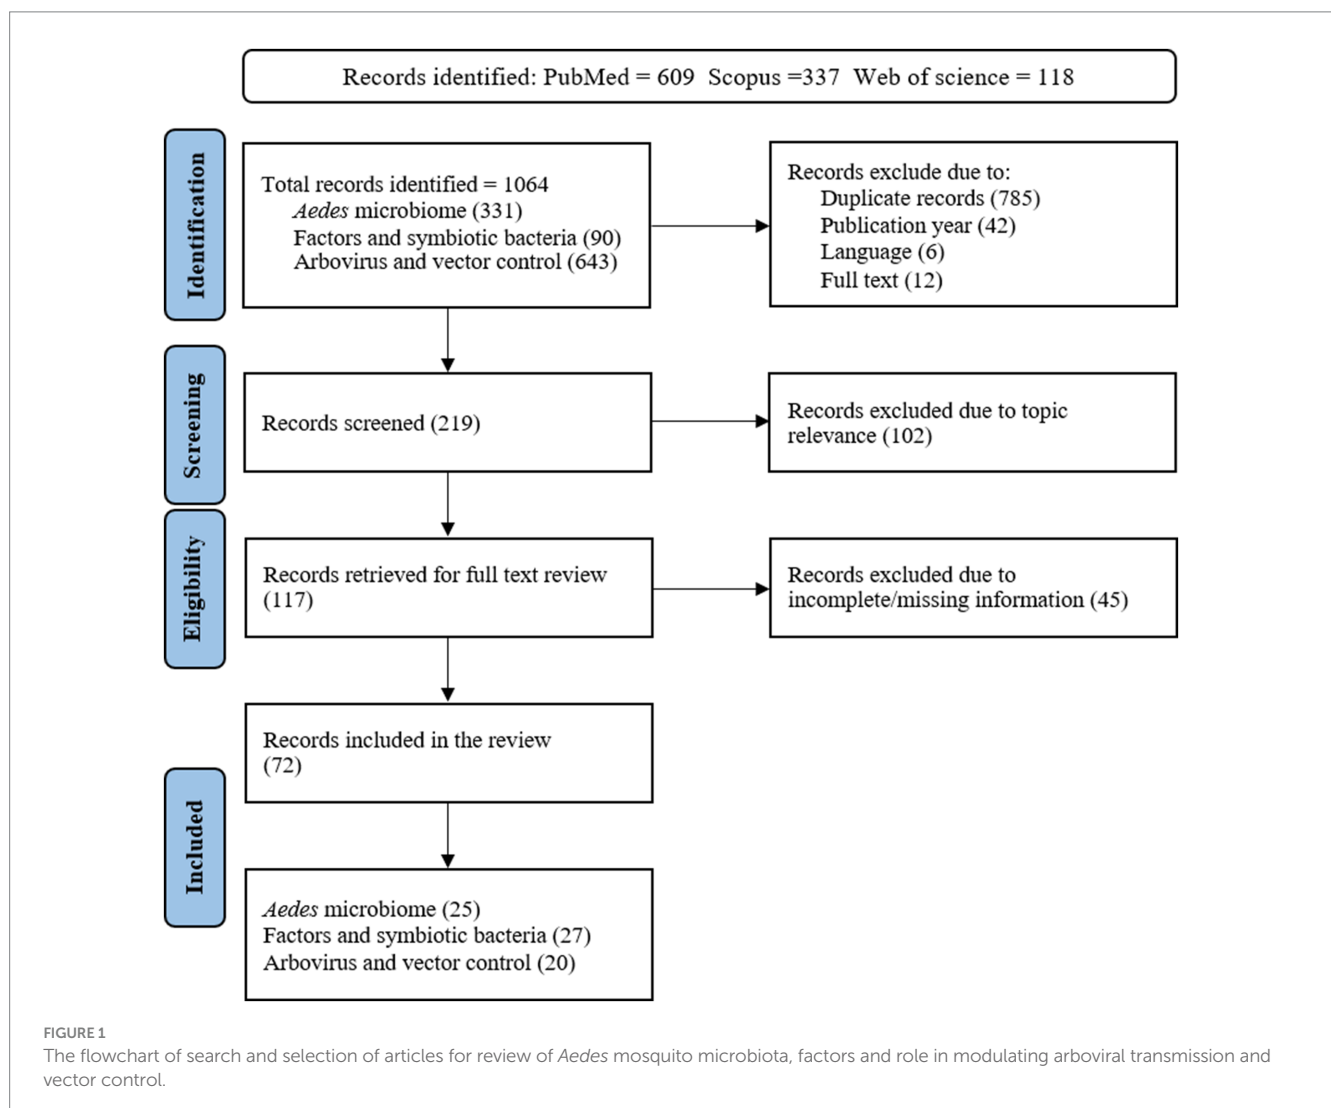 Records identified: PubMed = 609 Scopus =337 Web of science = 118
Identification
Total records identified = 1064
Aedes microbiome (331)
Factors and symbiotic bacteria (90)
Arbovirus and vector control (643)
Records exclude due to:
Duplicate records (785)
Publication year (42)
Language (6)
Full text (12)
Screening
Records screened (219)
Records excluded due to topic
relevance (102)
Eligibility
Records retrieved for full text review
(117)
Records excluded due to
incomplete/missing information (45)
Included
Records included in the review
(72)
Aedes microbiome (25)
Factors and symbiotic bacteria (27)
Arbovirus and vector control (20)
FIGURE 1
The flowchart of search and selection of articles for review of Aedes mosquito microbiota, factors and role in modulating arboviral transmission and
vector control.